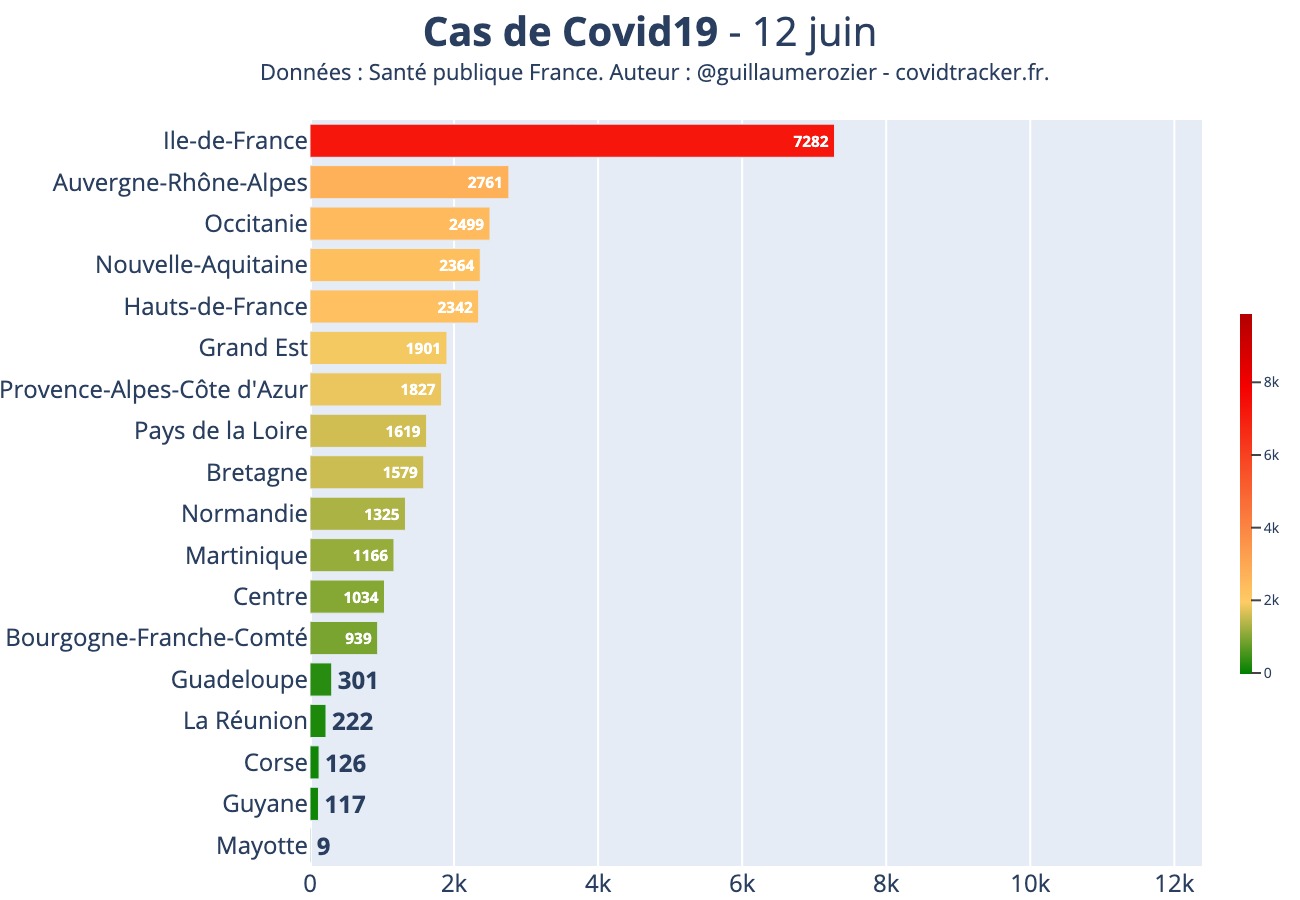 Cas de Covid19 - 12 juin
Données : Santé publique France. Auteur : @guillaumerozier - covidtracker.fr.
Ile-de-France 7282
Auvergne-Rhône-Alpes 2761
Occitanie 2499
Nouvelle-Aquitaine 2364
Hauts-de-France 2342
Grand Est 1901
Provence-Alpes-Côte d'Azur 1827
Pays de la Loire 1619
Bretagne 1579
Normandie 1325
Martinique 1166
Centre 1034
Bourgogne-Franche-Comté 939
Guadeloupe 301
La Réunion 222
Corse 126
Guyane 117
Mayotte 9
0 2k 4k 6k 8k 10k 12k
8k
6k
4k
2k
0